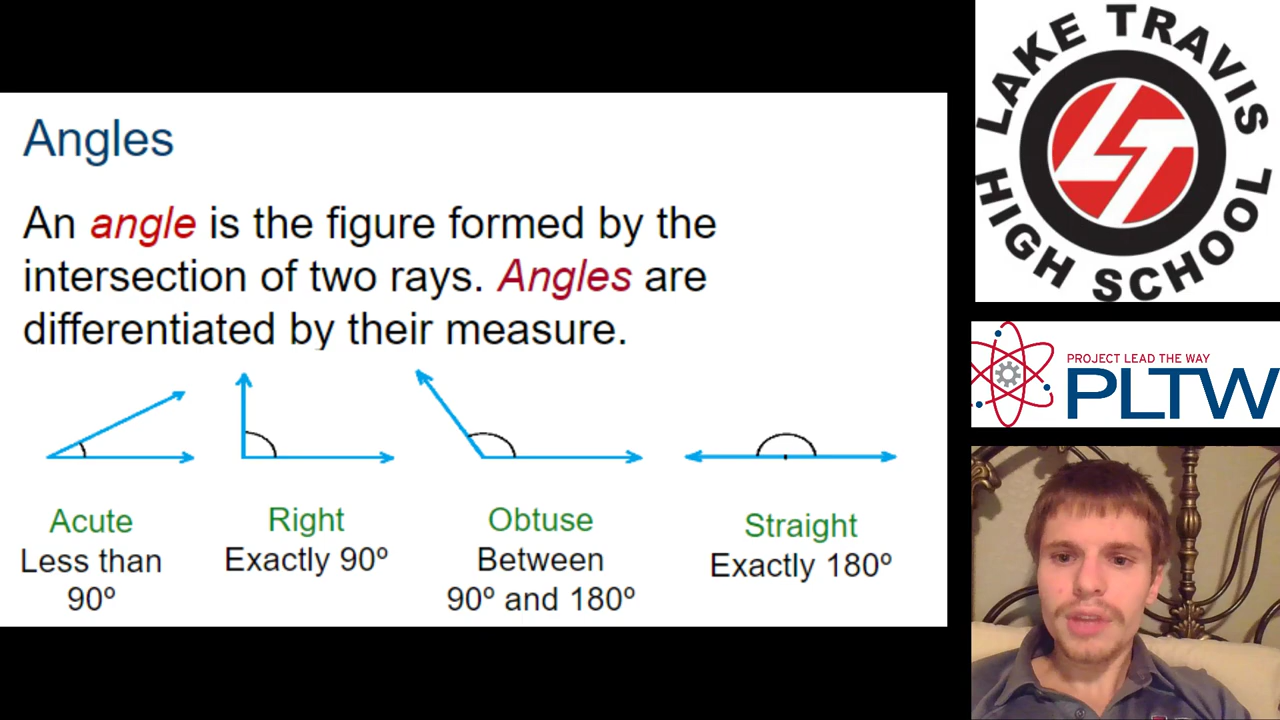 Angles
An angle is the figure formed by the
intersection of two rays. Angles are
differentiated by their measure.
Acute
Less than
90º
Right
Exactly 90º
Obtuse
Between
90º and 180º
Straight
Exactly 180º
LAKE TRAVIS
LT
HIGH SCHOOL
PROJECT LEAD THE WAY
PLTW